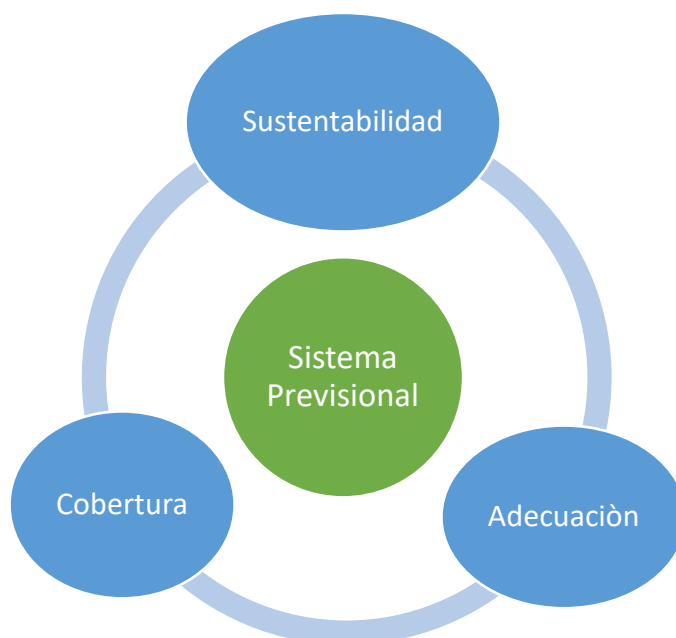 Sustentabilidad
Sistema
Previsional
Cobertura
Adecuaciòn